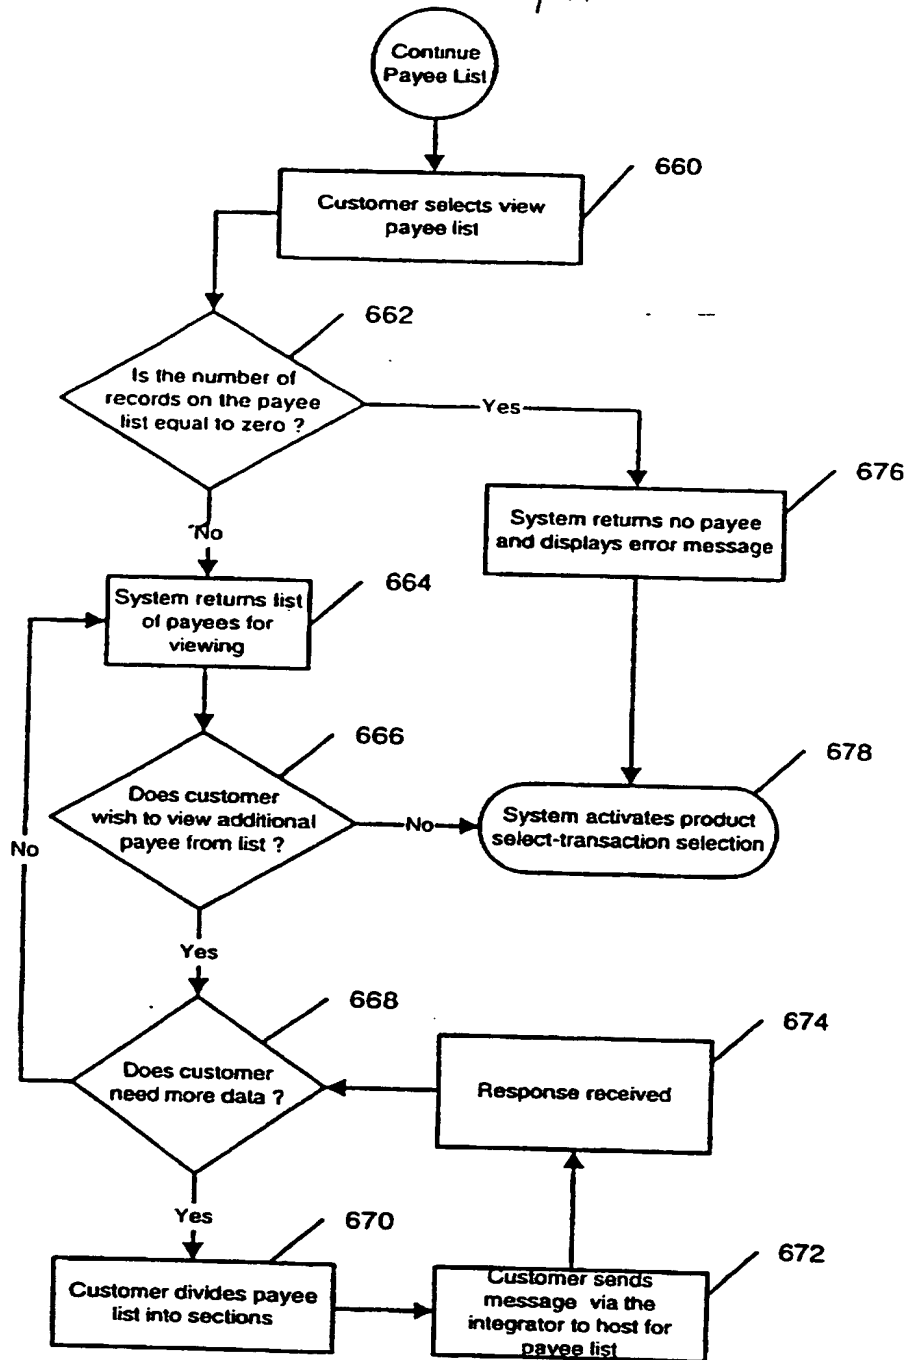 Continue
Payee List
660
Customer selects view
payee list
662
Is the number of
records on the payee
list equal to zero ?
Yes
676
System returns no payee
and displays error message
No
664
System returns list
of payees for
viewing
666
Does customer
wish to view additional
payee from list ?
No
678
System activates product
select-transaction selection
No
Yes
668
Does customer
need more data ?
674
Response received
Yes
670
Customer divides payee
list into sections
672
Customer sends
message via the
integrator to host for
payee list